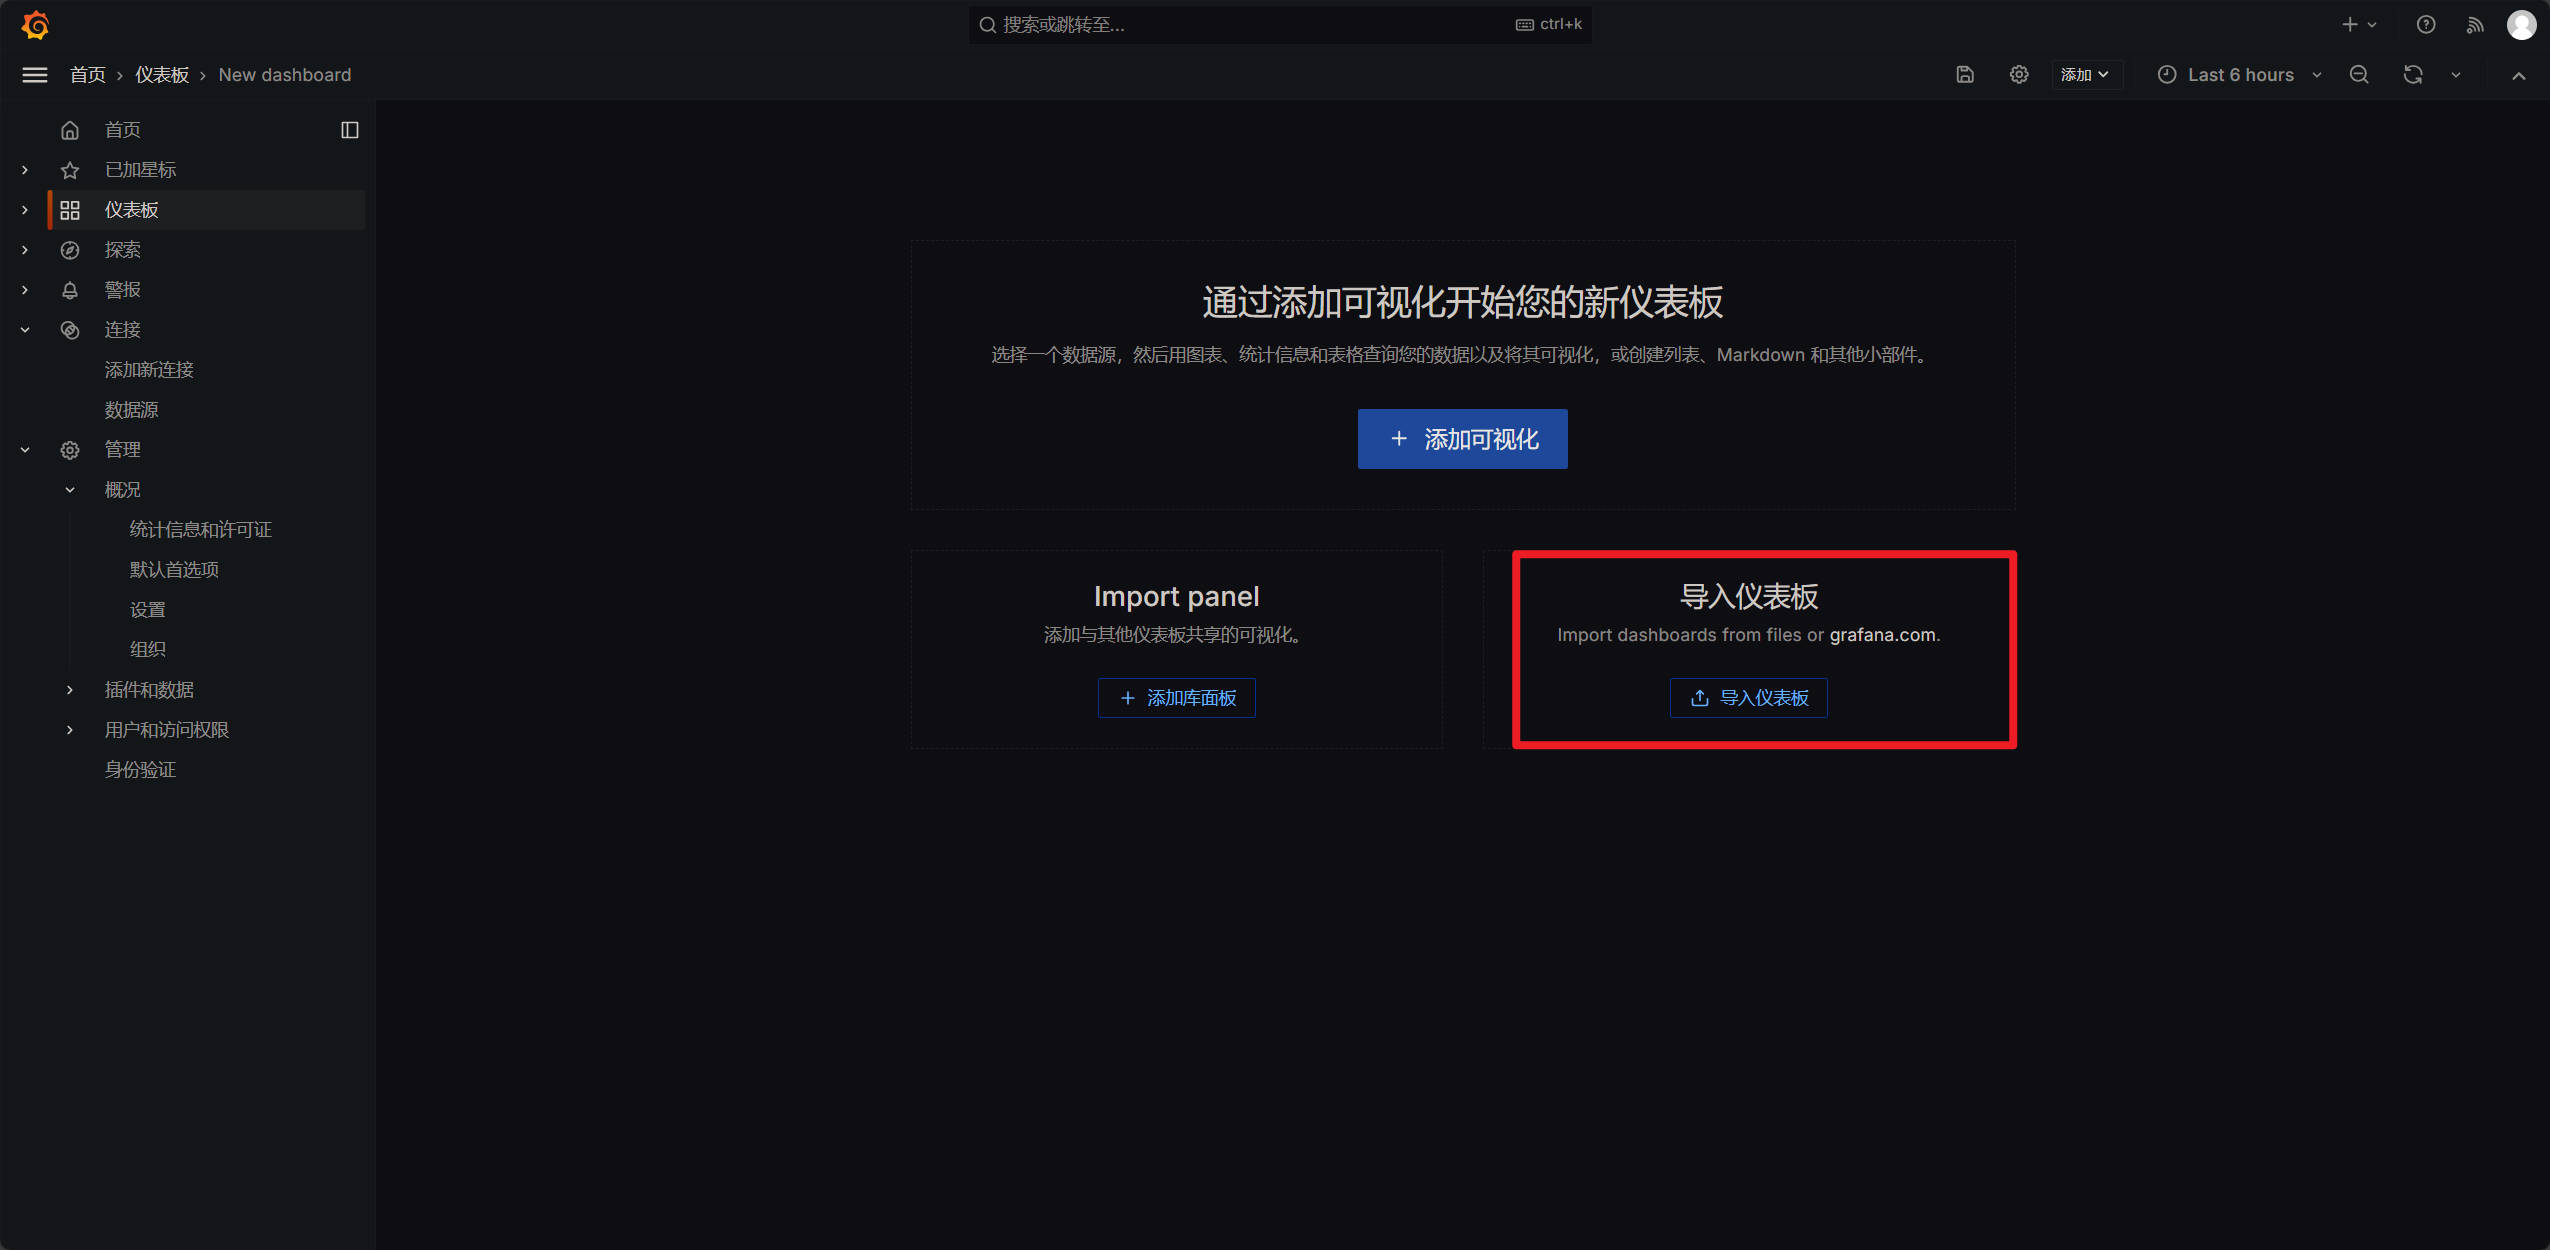 搜索或跳转至...
ctrl+k
首页 › 仪表板 › New dashboard
添加
Last 6 hours
首页
已加星标
仪表板
探索
警报
连接
添加新连接
数据源
管理
概况
统计信息和许可证
默认首选项
设置
组织
插件和数据
用户和访问权限
身份验证
通过添加可视化开始您的新仪表板
选择一个数据源，然后用图表、统计信息和表格查询您的数据以及将其可视化，或创建列表、Markdown 和其他小部件。
添加可视化
Import panel
添加与其他仪表板共享的可视化。
添加库面板
导入仪表板
Import dashboards from files or grafana.com.
导入仪表板